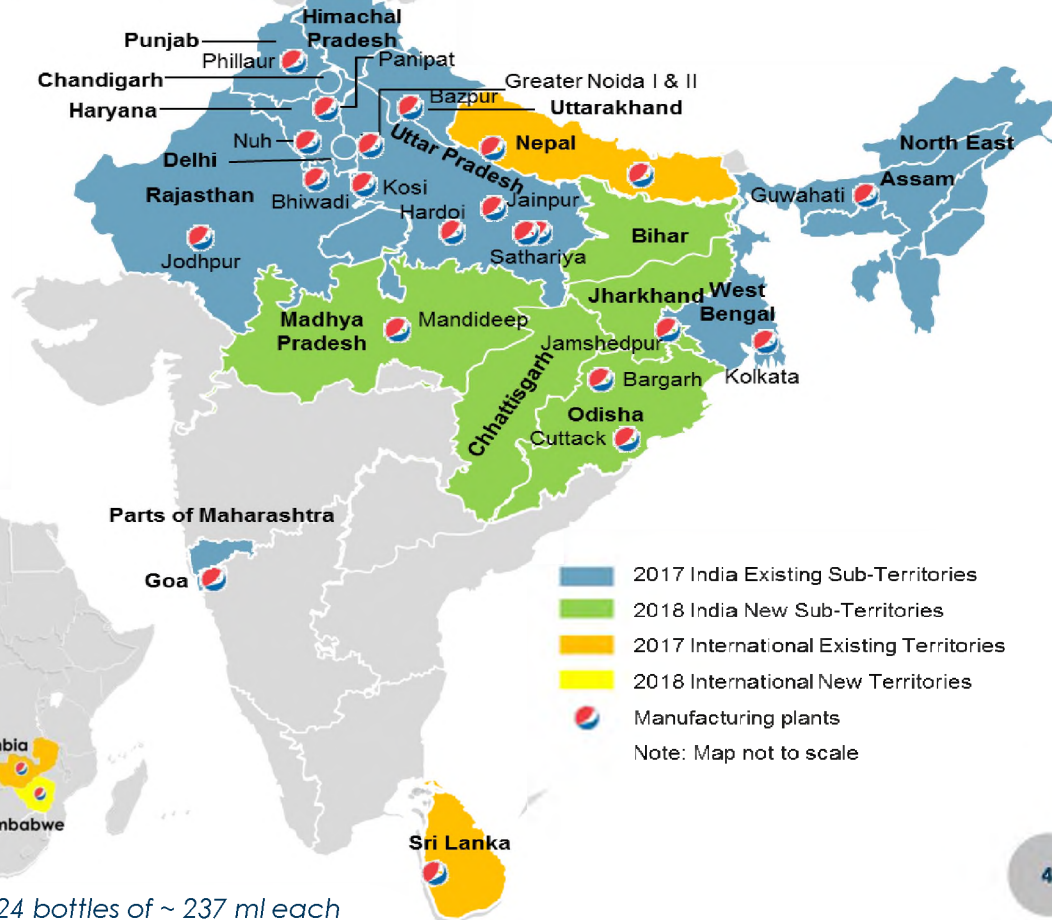 Himachal
Pradesh
Punjab
Phillaur
Panipat
Chandigarh
Greater Noida I & II
Bazpur
Uttarakhand
Haryana
Nuh
Nepal
North East
Delhi
Uttar Pradesh
Assam
Rajasthan
Bhiwadi
Kosi
Guwahati
Hardoi
Jainpur
Bihar
Jodhpur
Sathariya
Jharkhand
West
Bengal
Madhya
Pradesh
Mandideep
Jamshedpur
Chhattisgarh
Bargarh
Kolkata
Odisha
Cuttack
Parts of Maharashtra
Goa
2017 India Existing Sub-Territories
2018 India New Sub-Territories
2017 International Existing Territories
2018 International New Territories
Manufacturing plants
Note: Map not to scale
nbia
mbabwe
Sri Lanka
4
24 bottles of ~ 237 ml each